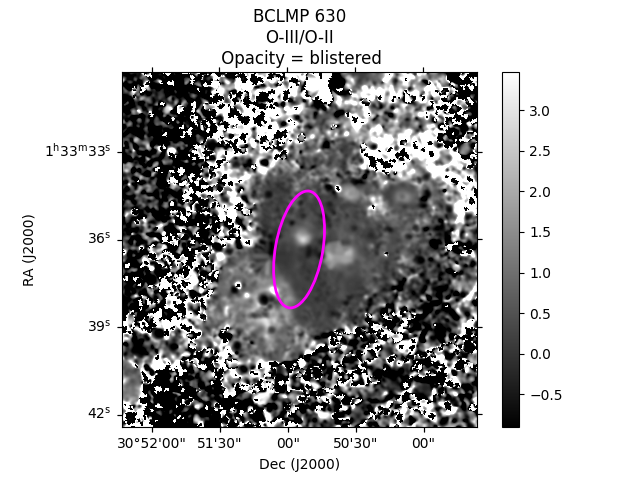 BCLMP 630
O-III/O-II
Opacity = blistered
RA (J2000)
1ʰ33ᵐ33ˢ
36ˢ
39ˢ
42ˢ
30°52'00" 51'30" 00" 50'30" 00"
Dec (J2000)
3.0
2.5
2.0
1.5
1.0
0.5
0.0
−0.5